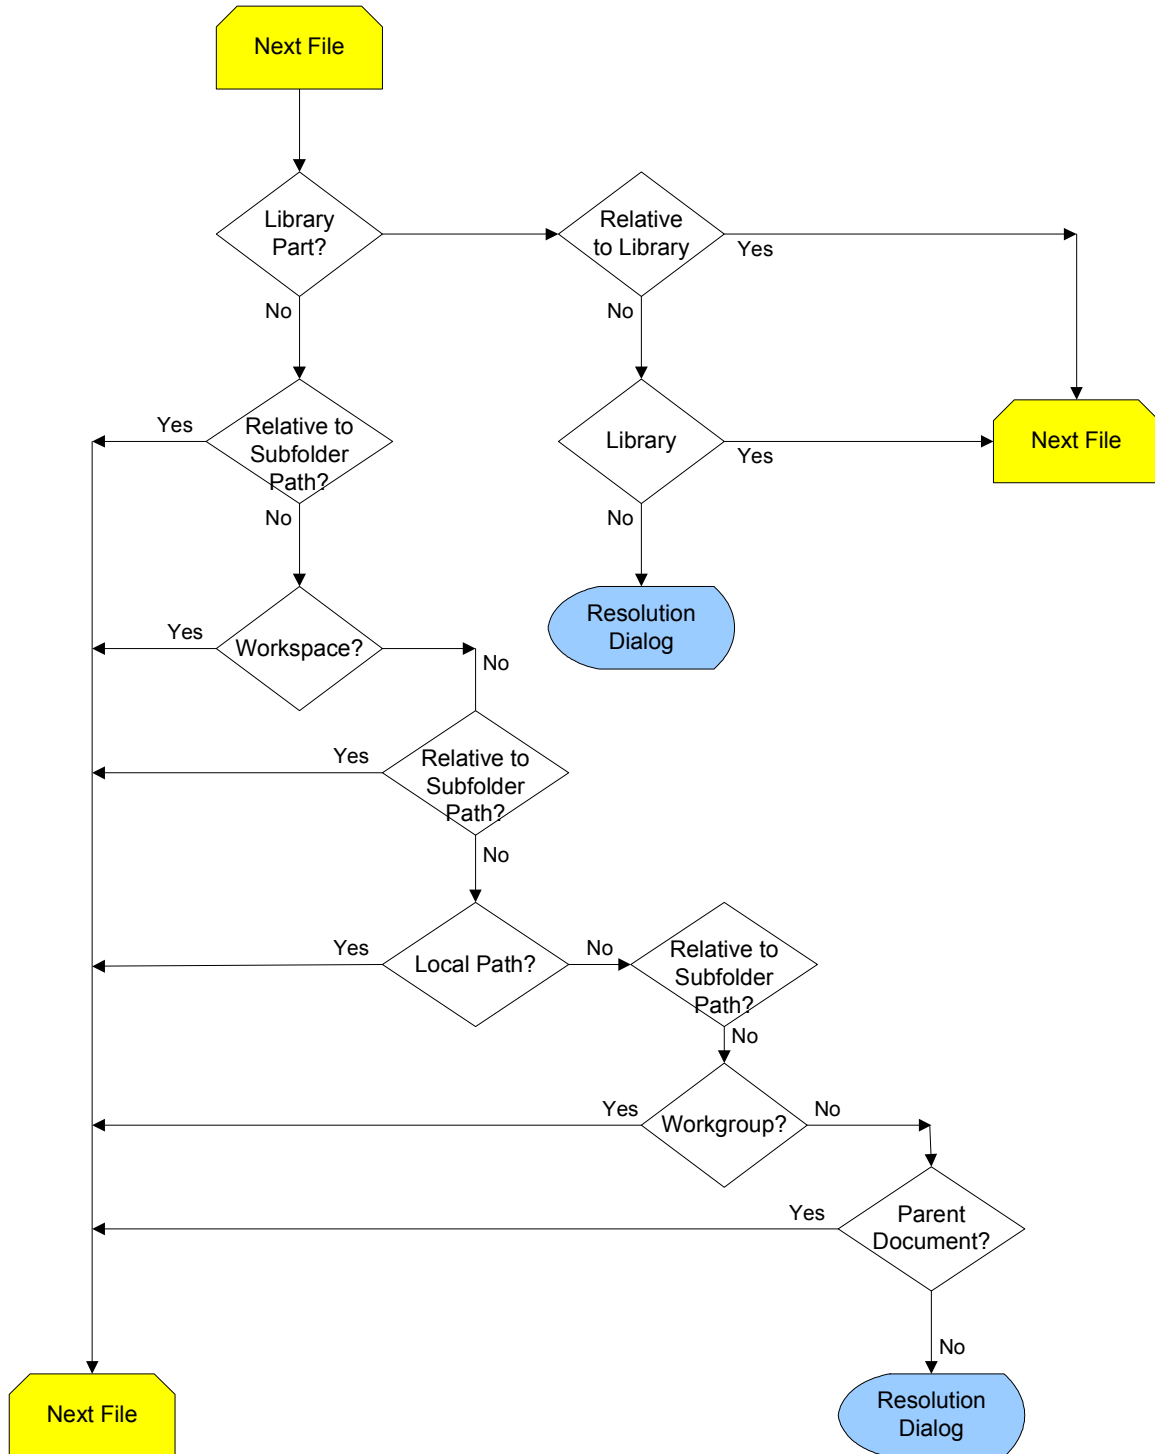 Next File
Library
Part?
Relative
to Library
Yes
No
No
Yes
Relative to
Subfolder
Path?
Library
Yes
Next File
No
No
Yes
Workspace?
No
Resolution
Dialog
Yes
Relative to
Subfolder
Path?
No
Yes
Local Path?
No
Relative to
Subfolder
Path?
No
Yes
Workgroup?
No
Yes
Parent
Document?
No
Next File
Resolution
Dialog